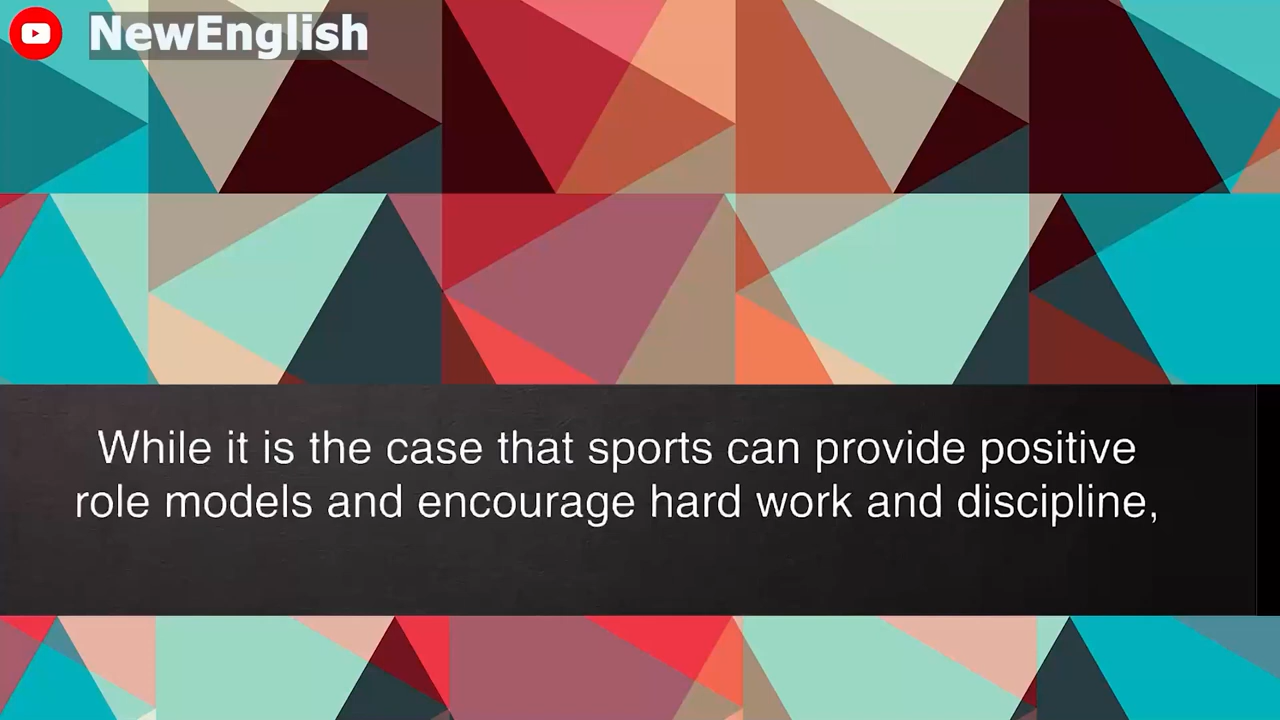 NewEnglish
While it is the case that sports can provide positive
role models and encourage hard work and discipline,